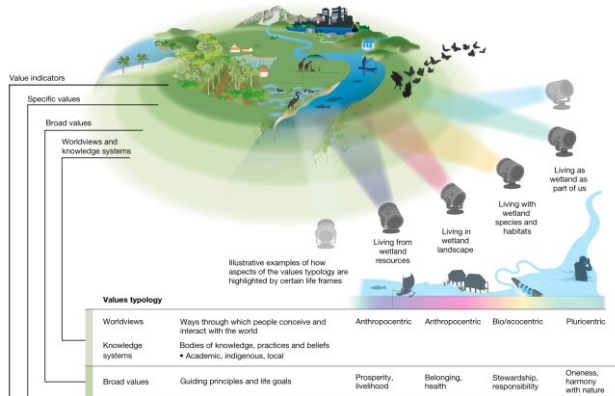 Value indicators
Specific values
Broad values
Worldviews and
knowledge systems
Living as
wetland as
part of us
Living with
wetland
species and
habitats
Living in
wetland
landscape
Living from
wetland
resources
Illustrative examples of how
aspects of the values typology are
highlighted by certain life frames
Values typology
Worldviews Ways through which people conceive and Anthropocentric Anthropocentric Bio/ecocentric Pluricentric
interact with the world
Knowledge Bodies of knowledge, practices and beliefs
systems • Academic, indigenous, local
Broad values Guiding principles and life goals Prosperity, Belonging, Stewardship, Oneness,
livelihood health responsibility harmony
with nature